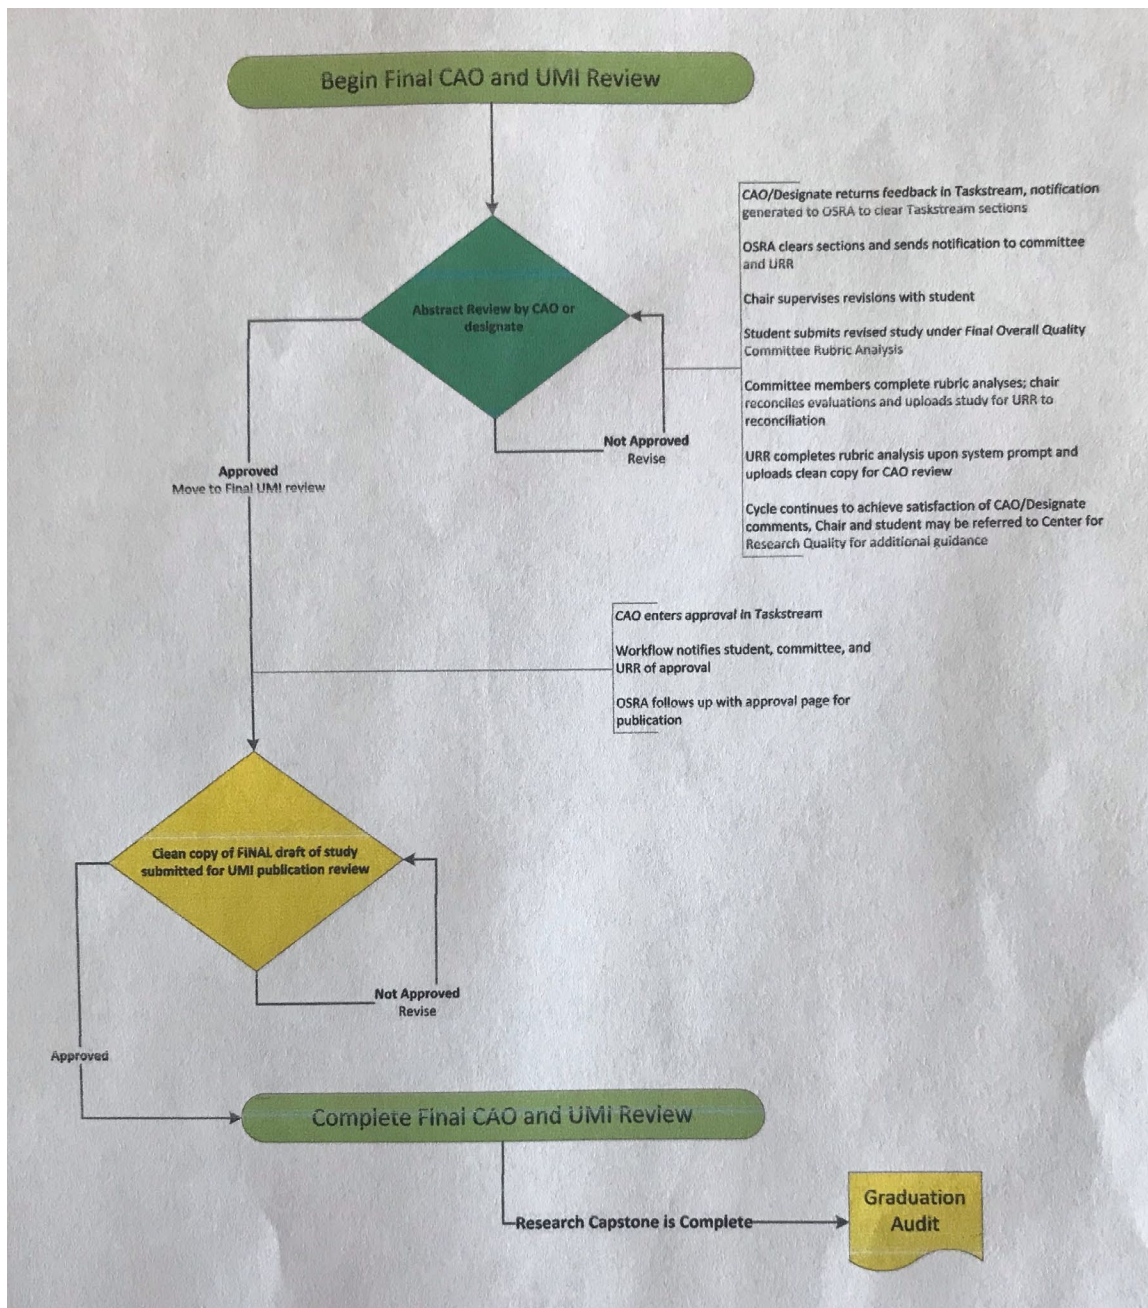 Begin Final CAO and UMI Review
CAO/Designate returns feedback in Taskstream, notification
generated to OSRA to clear Taskstream sections
OSRA clears sections and sends notification to committee
and URR
Chair supervises revisions with student
Student submits revised study under Final Overall Quality
Committee Rubric Analysis
Committee members complete rubric analyses; chair
reconciles evaluations and uploads study for URR to
reconciliation
URR completes rubric analysis upon system prompt and
uploads clean copy for CAO review
Cycle continues to achieve satisfaction of CAO/Designate
comments, Chair and student may be referred to Center for
Research Quality for additional guidance
Abstract Review by CAO or
designate
Not Approved
Revise
Approved
Move to Final UMI review
CAO enters approval in Taskstream
Workflow notifies student, committee, and
URR of approval
OSRA follows up with approval page for
publication
Clean copy of FINAL draft of study
submitted for UMI publication review
Not Approved
Revise
Approved
Complete Final CAO and UMI Review
Research Capstone is Complete
Graduation
Audit